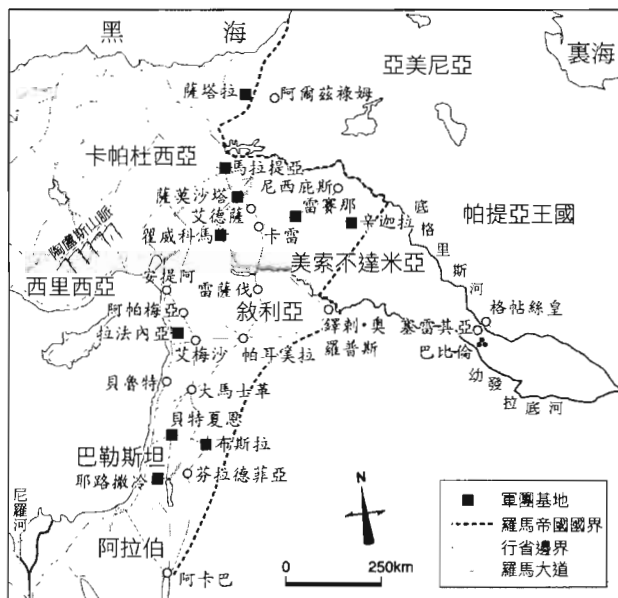 黑海
裏海
亞美尼亞
薩塔拉
阿爾茲祿姆
卡帕杜西亞
馬拉提亞
尼西庇斯
薩莫沙塔
艾德薩
雷賽那
辛迦拉
底格里斯河
帕提亞王國
陶盧斯山脈
卡雷
美索不達米亞
西里西亞
安提阿
雷薩伐
敘利亞
阿帕梅亞
拉法內亞
艾梅沙
帕耳美拉
羅普斯
塞雷其亞
格帖絲皇
巴比倫
幼發拉底河
貝魯特
大馬士革
貝特夏恩
布斯拉
巴勒斯坦
耶路撒冷
芬拉德菲亞
尼羅河
阿拉伯
阿卡巴
N
0 250km
軍團基地
羅馬帝國國界
行省邊界
羅馬大道